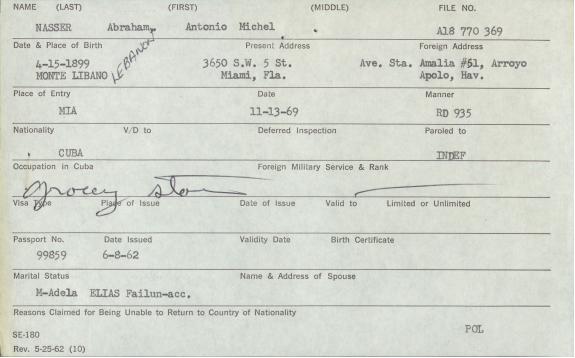 NAME (LAST) (FIRST) (MIDDLE) FILE NO.
NASSER Abraham, Antonio Michel A18 770 369
Date & Place of Birth Present Address Foreign Address
4-15-1899 3650 S.W. 5 St. Ave. Sta. Amalia #51, Arroyo
MONTE LIBANO LEBANON Miami, Fla. Apolo, Hav.
Place of Entry Date Manner
MIA 11-13-69 RD 935
Nationality V/D to Deferred Inspection Paroled to
CUBA INDEF
Occupation in Cuba Foreign Military Service & Rank
Grocery store
Visa Type Place of Issue Date of Issue Valid to Limited or Unlimited
Passport No. Date Issued Validity Date Birth Certificate
99859 6-8-62
Marital Status Name & Address of Spouse
M-Adela ELIAS Failun-acc.
Reasons Claimed for Being Unable to Return to Country of Nationality
POL
SE-180
Rev. 5-25-62 (10)